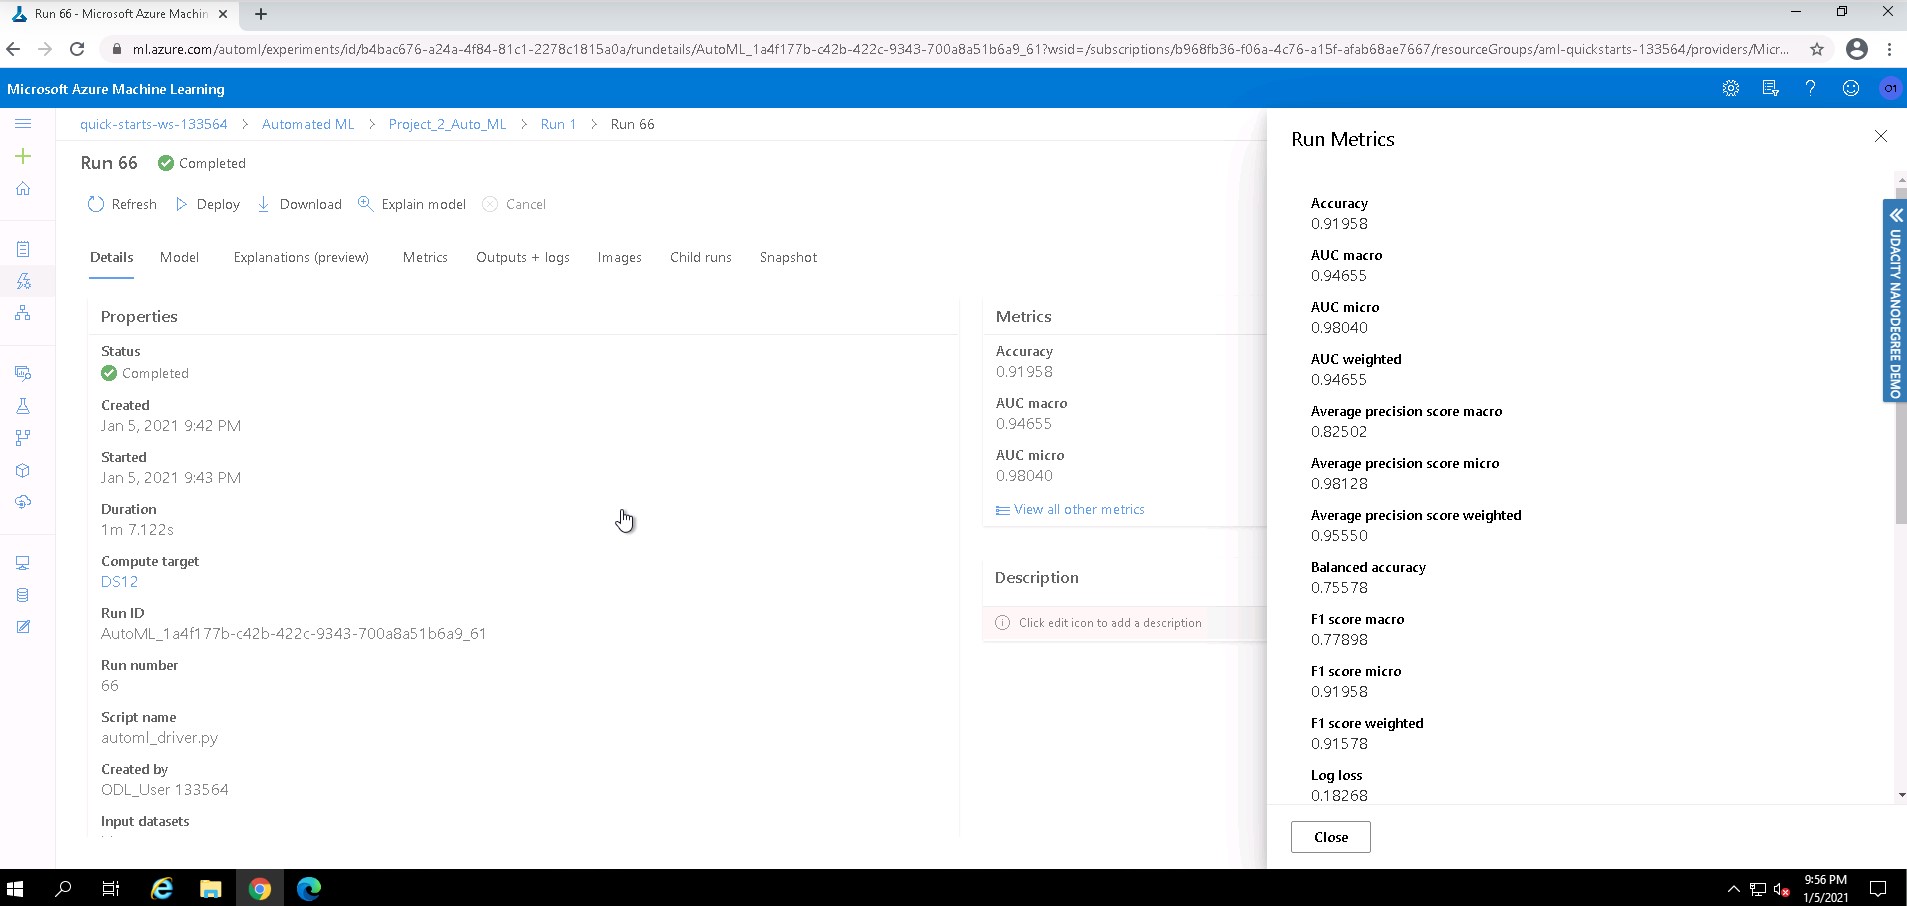 Run 66 - Microsoft Azure Machin
ml.azure.com/automl/experiments/id/b4bac676-a24a-4f84-81c1-2278c1815a0a/rundetails/AutoML_1a4f177b-c42b-422c-9343-700a8a51b6a9_61?wsid=/subscriptions/b968fb36-f06a-4c76-a15f-afab68ae7667/resourceGroups/aml-quickstarts-133564/providers/Micr...
Microsoft Azure Machine Learning
O1
quick-starts-ws-133564 > Automated ML > Project_2_Auto_ML > Run 1 > Run 66
Run 66 Completed
Refresh Deploy Download Explain model Cancel
Details Model Explanations (preview) Metrics Outputs + logs Images Child runs Snapshot
Properties
Status
Completed
Created
Jan 5, 2021 9:42 PM
Started
Jan 5, 2021 9:43 PM
Duration
1m 7.122s
Compute target
DS12
Run ID
AutoML_1a4f177b-c42b-422c-9343-700a8a51b6a9_61
Run number
66
Script name
automl_driver.py
Created by
ODL_User 133564
Input datasets
Metrics
Accuracy
0.91958
AUC macro
0.94655
AUC micro
0.98040
View all other metrics
Description
Click edit icon to add a description
Run Metrics
Accuracy
0.91958
AUC macro
0.94655
AUC micro
0.98040
AUC weighted
0.94655
Average precision score macro
0.82502
Average precision score micro
0.98128
Average precision score weighted
0.95550
Balanced accuracy
0.75578
F1 score macro
0.77898
F1 score micro
0.91958
F1 score weighted
0.91578
Log loss
0.18268
Close
UDACITY NANODEGREE DEMO
9:56 PM
1/5/2021